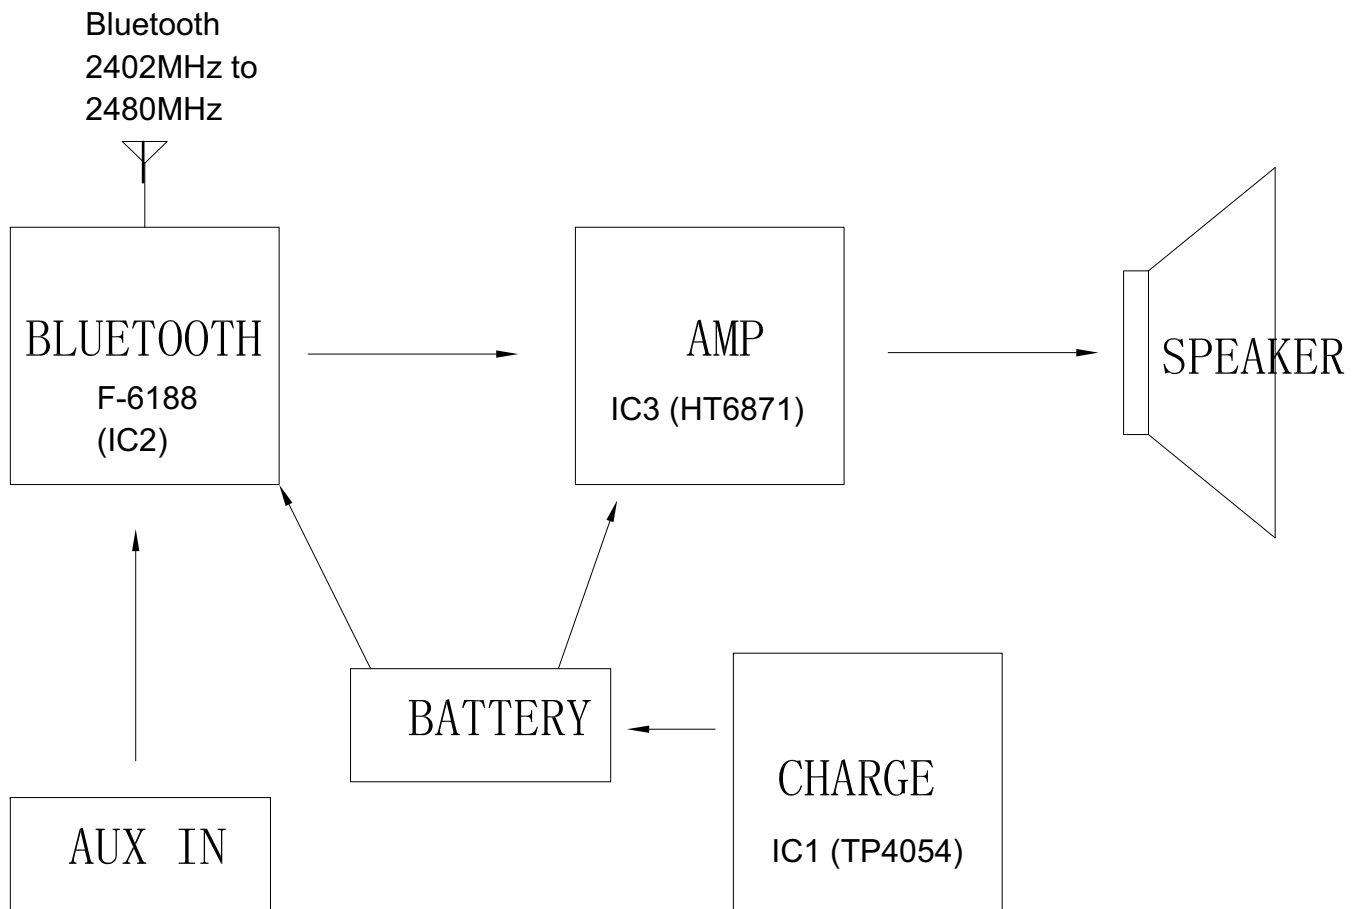 Bluetooth
2402MHz to
2480MHz
BLUETOOTH
F-6188
(IC2)
AMP
IC3 (HT6871)
SPEAKER
BATTERY
CHARGE
IC1 (TP4054)
AUX IN